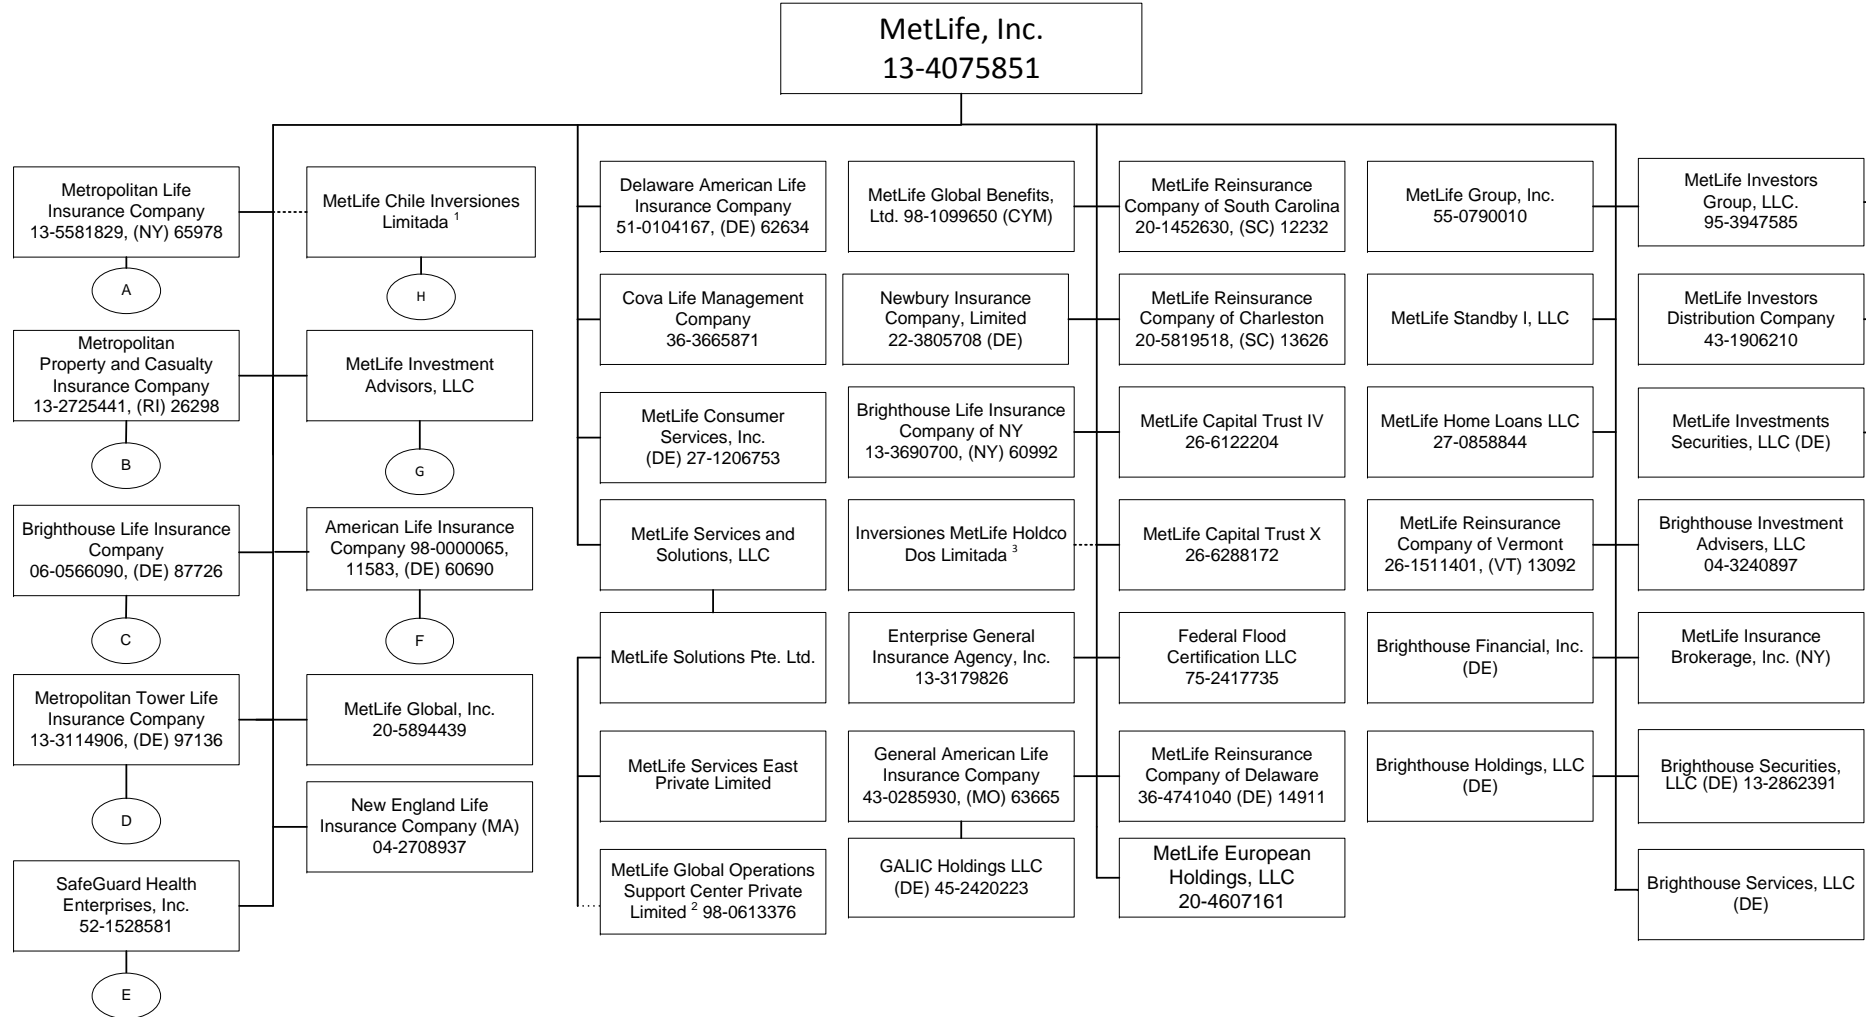 MetLife, Inc.
13-4075851
Metropolitan Life
Insurance Company
13-5581829, (NY) 65978
A
Metropolitan
Property and Casualty
Insurance Company
13-2725441, (RI) 26298
B
Brighthouse Life Insurance
Company
06-0566090, (DE) 87726
C
Metropolitan Tower Life
Insurance Company
13-3114906, (DE) 97136
D
SafeGuard Health
Enterprises, Inc.
52-1528581
E
MetLife Chile Inversiones
Limitada 1
H
MetLife Investment
Advisors, LLC
G
American Life Insurance
Company 98-0000065,
11583, (DE) 60690
F
MetLife Global, Inc.
20-5894439
New England Life
Insurance Company (MA)
04-2708937
Delaware American Life
Insurance Company
51-0104167, (DE) 62634
Cova Life Management
Company
36-3665871
MetLife Consumer
Services, Inc.
(DE) 27-1206753
MetLife Services and
Solutions, LLC
MetLife Solutions Pte. Ltd.
MetLife Services East
Private Limited
MetLife Global Operations
Support Center Private
Limited 2 98-0613376
MetLife Global Benefits,
Ltd. 98-1099650 (CYM)
Newbury Insurance
Company, Limited
22-3805708 (DE)
Brighthouse Life Insurance
Company of NY
13-3690700, (NY) 60992
Inversiones MetLife Holdco
Dos Limitada 3
Enterprise General
Insurance Agency, Inc.
13-3179826
General American Life
Insurance Company
43-0285930, (MO) 63665
GALIC Holdings LLC
(DE) 45-2420223
MetLife Reinsurance
Company of South Carolina
20-1452630, (SC) 12232
MetLife Reinsurance
Company of Charleston
20-5819518, (SC) 13626
MetLife Capital Trust IV
26-6122204
MetLife Capital Trust X
26-6288172
Federal Flood
Certification LLC
75-2417735
MetLife Reinsurance
Company of Delaware
36-4741040 (DE) 14911
MetLife European
Holdings, LLC
20-4607161
MetLife Group, Inc.
55-0790010
MetLife Standby I, LLC
MetLife Home Loans LLC
27-0858844
MetLife Reinsurance
Company of Vermont
26-1511401, (VT) 13092
Brighthouse Financial, Inc.
(DE)
Brighthouse Holdings, LLC
(DE)
MetLife Investors
Group, LLC.
95-3947585
MetLife Investors
Distribution Company
43-1906210
MetLife Investments
Securities, LLC (DE)
Brighthouse Investment
Advisers, LLC
04-3240897
MetLife Insurance
Brokerage, Inc. (NY)
Brighthouse Securities,
LLC (DE) 13-2862391
Brighthouse Services, LLC
(DE)